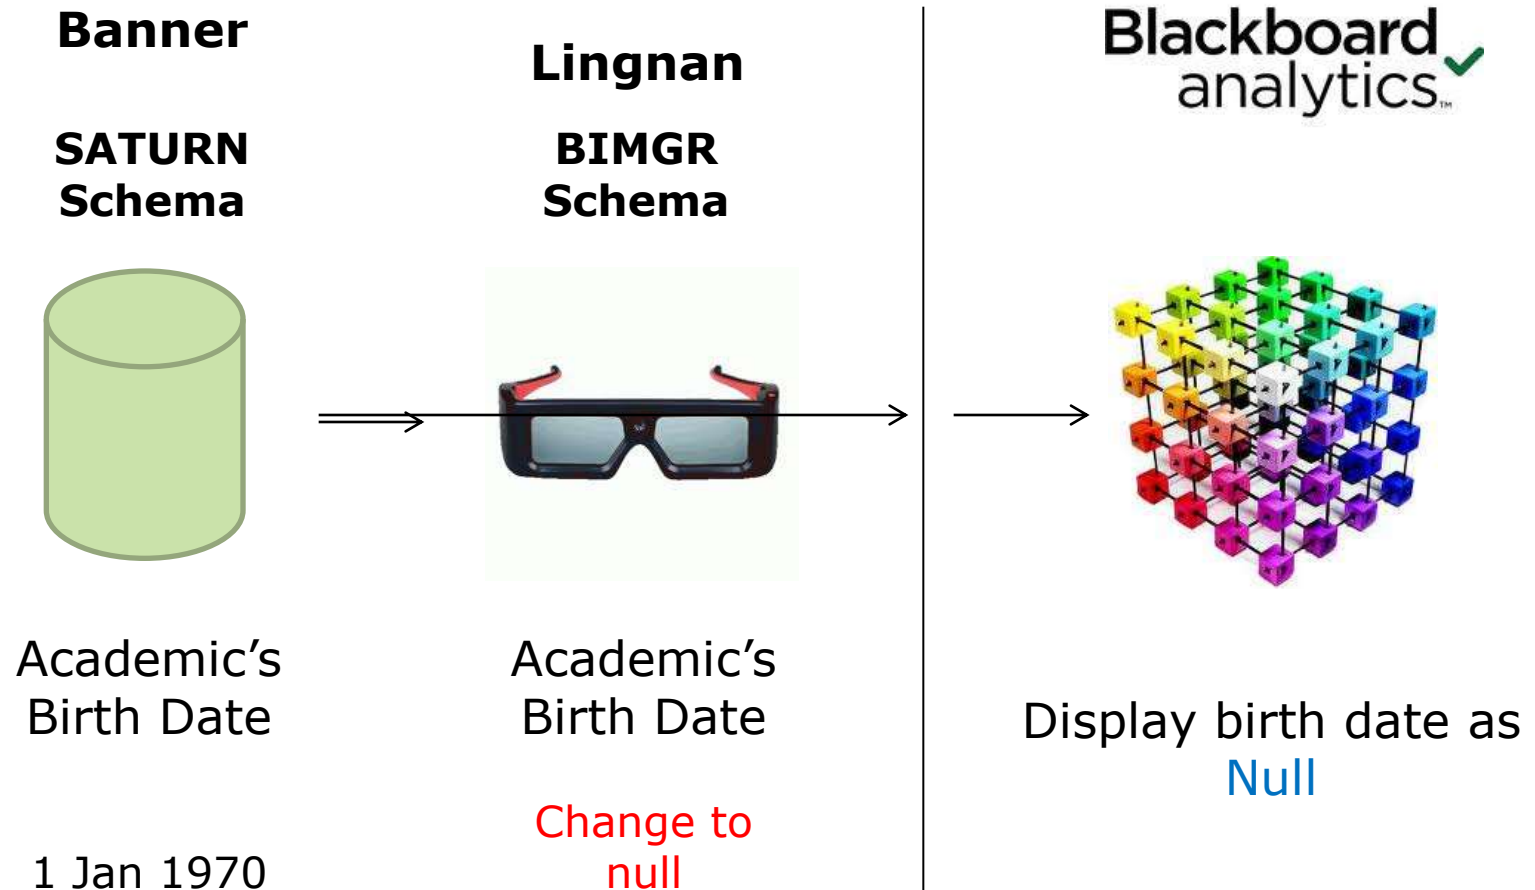 Banner
SATURN
Schema
Academic’s
Birth Date
1 Jan 1970
Lingnan
BIMGR
Schema
Academic’s
Birth Date
Change to
null
Blackboard
analytics™
Display birth date as
Null